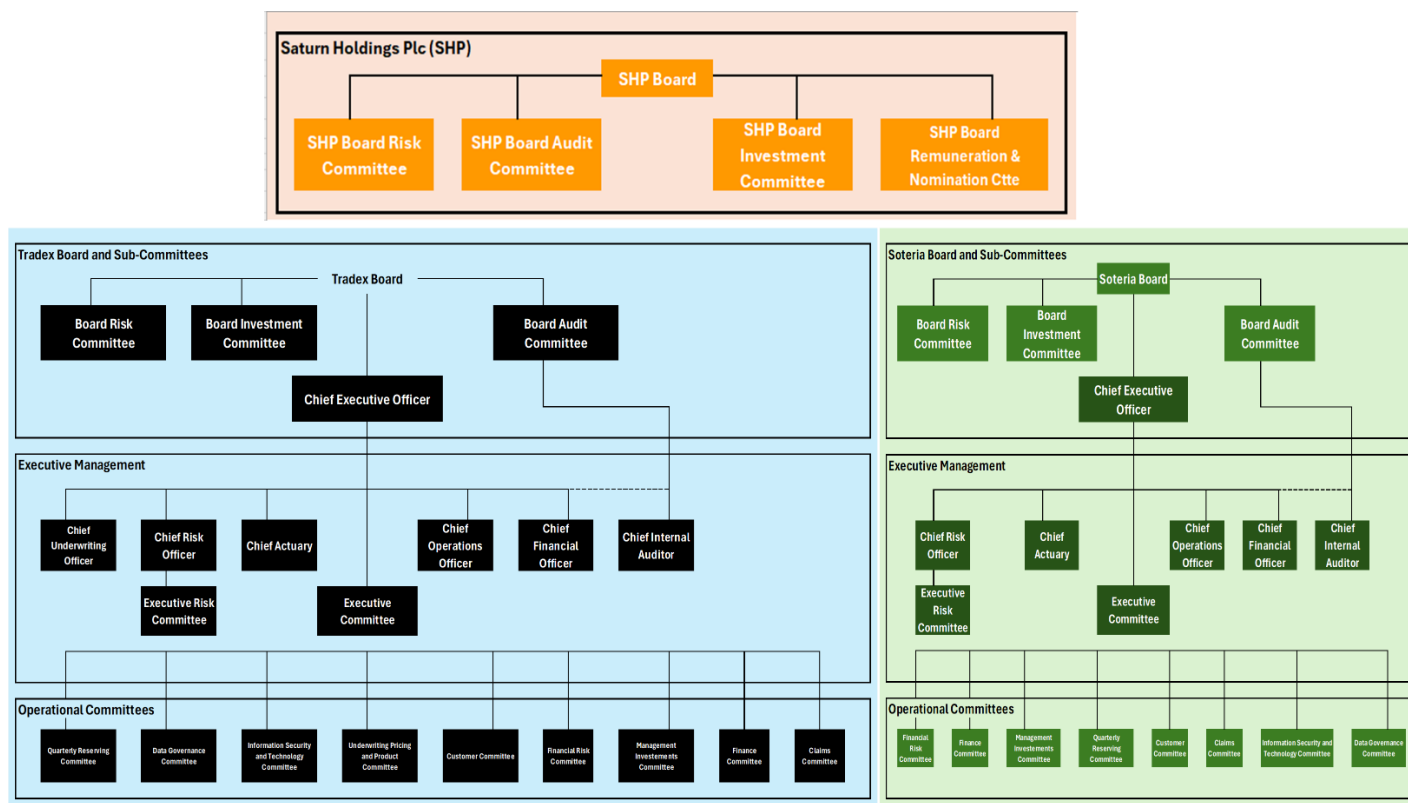 Saturn Holdings Plc (SHP)
SHP Board
SHP Board Risk
Committee
SHP Board Audit
Committee
SHP Board
Investment
Committee
SHP Board
Remuneration &
Nomination Ctte
Tradex Board and Sub-Committees
Tradex Board
Board Risk
Committee
Board Investment
Committee
Board Audit
Committee
Chief Executive Officer
Executive Management
Chief
Underwriting
Officer
Chief Risk
Officer
Chief Actuary
Chief
Operations
Officer
Chief
Financial
Officer
Chief Internal
Auditor
Executive Risk
Committee
Executive
Committee
Operational Committees
Quarterly Reserving
Committee
Data Governance
Committee
Information Security
and Technology
Committee
Underwriting Pricing
and Product
Committee
Customer Committee
Financial Risk
Committee
Management
Investements
Committee
Finance
Committee
Claims
Committee
Soteria Board and Sub-Committees
Soteria Board
Board Risk
Committee
Board
Investment
Committee
Board Audit
Committee
Chief Executive
Officer
Executive Management
Chief Risk
Officer
Chief
Actuary
Chief
Operations
Officer
Chief
Financial
Officer
Chief
Internal
Auditor
Executive
Risk
Committee
Executive
Committee
Operational Committees
Financial
Risk
Committee
Finance
Committee
Management
Investements
Committee
Quarterly
Reserving
Committee
Customer
Committee
Claims
Committee
Information Security and
Technology Committee
Data Governance
Committee